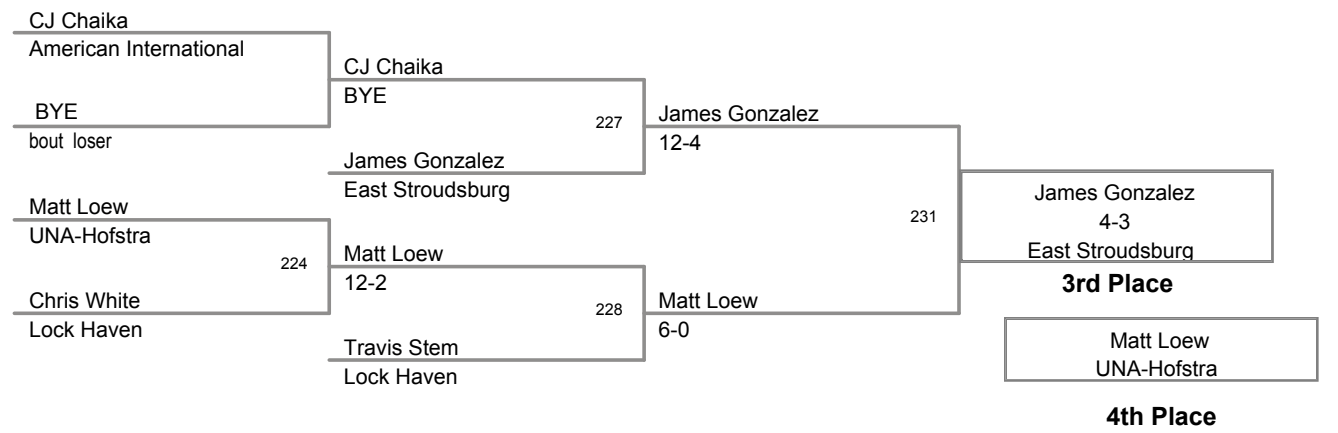 CJ Chaika
American International
BYE
bout loser
Matt Loew
UNA-Hofstra
224
Chris White
Lock Haven
CJ Chaika
BYE
227
James Gonzalez
East Stroudsburg
Matt Loew
12-2
228
Travis Stem
Lock Haven
James Gonzalez
12-4
231
Matt Loew
6-0
James Gonzalez
4-3
East Stroudsburg
3rd Place
Matt Loew
UNA-Hofstra
4th Place